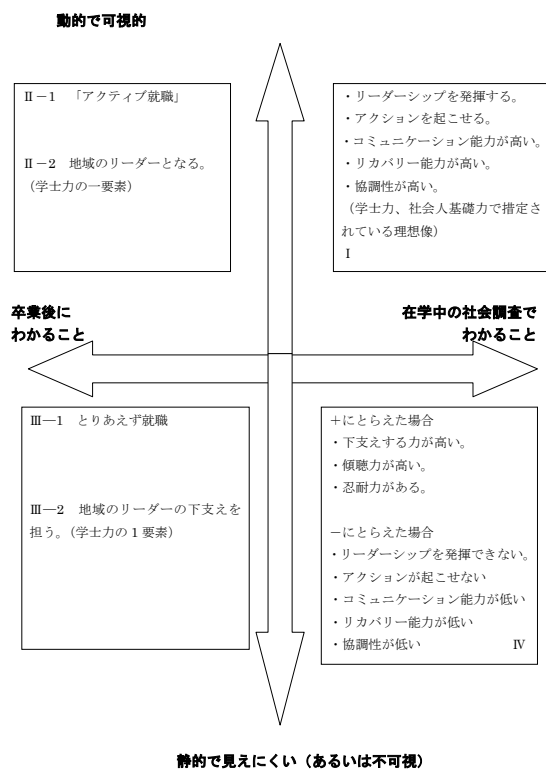 動的で可視的
Ⅱ－1　「アクティブ就職」
Ⅱ－2　地域のリーダーとなる。
（学士力の一要素）
・リーダーシップを発揮する。
・アクションを起こせる。
・コミュニケーション能力が高い。
・リカバリー能力が高い。
・協調性が高い。
（学士力、社会人基礎力で措定さ
れている理想像）
Ⅰ
卒業後に
わかること
在学中の社会調査で
わかること
Ⅲ―1　とりあえず就職
Ⅲ―2　地域のリーダーの下支えを
担う。（学士力の1要素）
＋にとらえた場合
・下支えする力が高い。
・傾聴力が高い。
・忍耐力がある。
－にとらえた場合
・リーダーシップを発揮できない。
・アクションが起こせない
・コミュニケーション能力が低い
・リカバリー能力が低い
・協調性が低い　Ⅳ
静的で見えにくい（あるいは不可視）